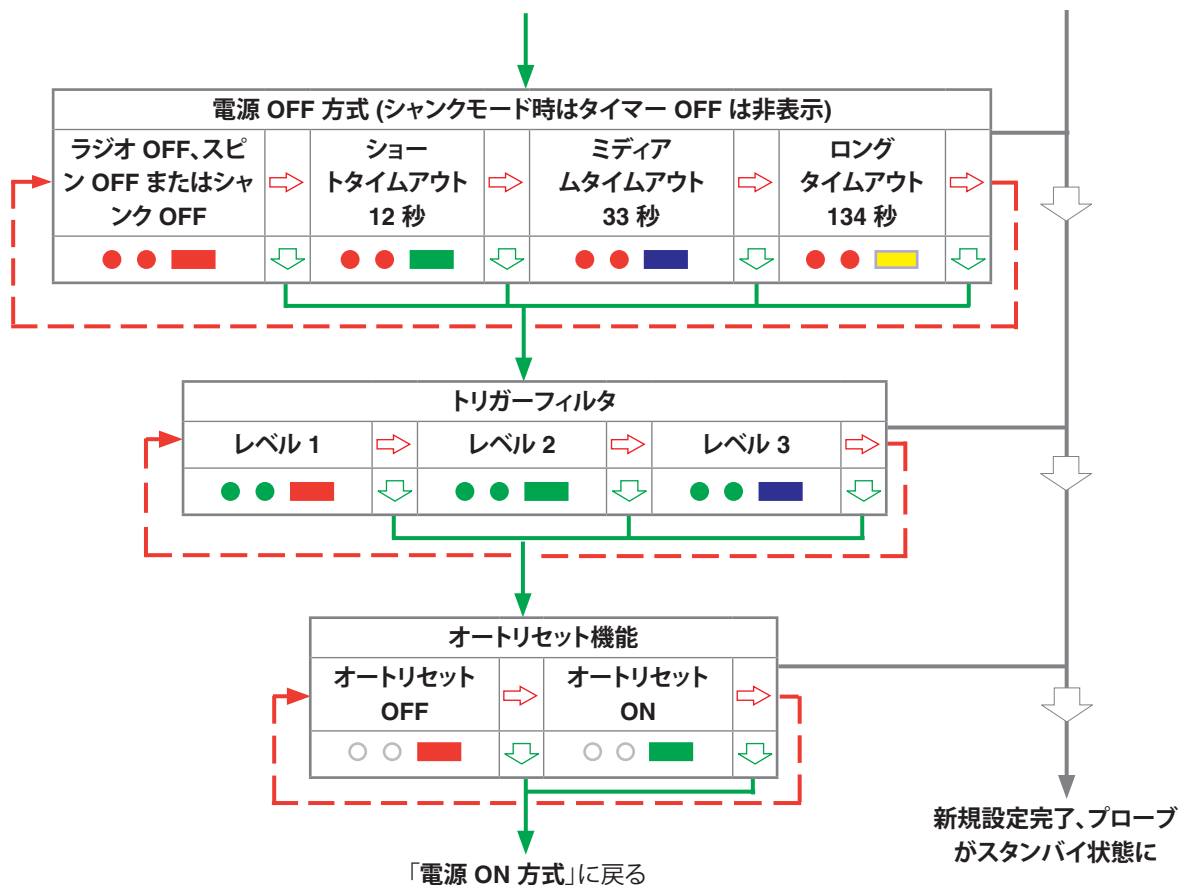 電源 OFF 方式 (シャンクモード時はタイマー OFF は非表示)
ラジオ OFF、スピ
ン OFF またはシャ
ンク OFF
ショー
トタイムアウト
12 秒
ミディア
ムタイムアウト
33 秒
ロング
タイムアウト
134 秒
トリガーフィルタ
レベル 1
レベル 2
レベル 3
オートリセット機能
オートリセット
OFF
オートリセット
ON
「電源 ON 方式」に戻る
新規設定完了、プローブ
がスタンバイ状態に